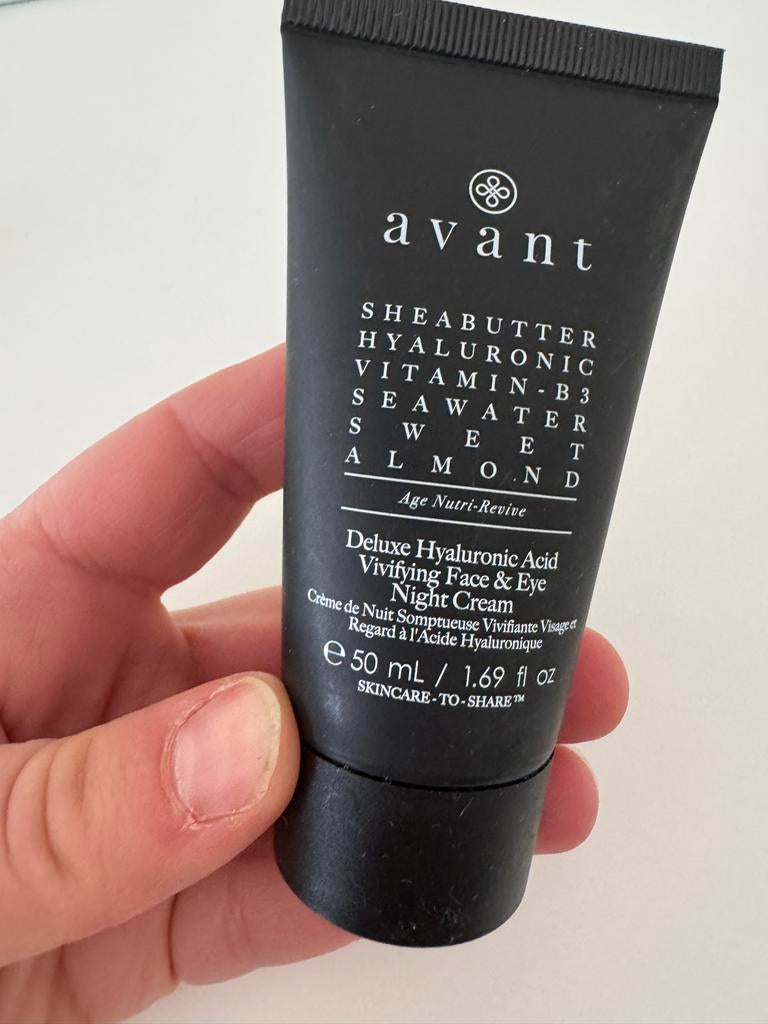 avant
SHEABUTTER
HYALURONIC
VITAMIN-B3
SEAWATER
SWEET
ALMOND
Age Nutri-Revive
Deluxe Hyaluronic Acid
Vivifying Face & Eye
Night Cream
Crème de Nuit Somptueuse Vivifiante Visage et
Regard à l'Acide Hyaluronique
℮ 50 mL / 1.69 fl oz
SKINCARE-TO-SHARE™